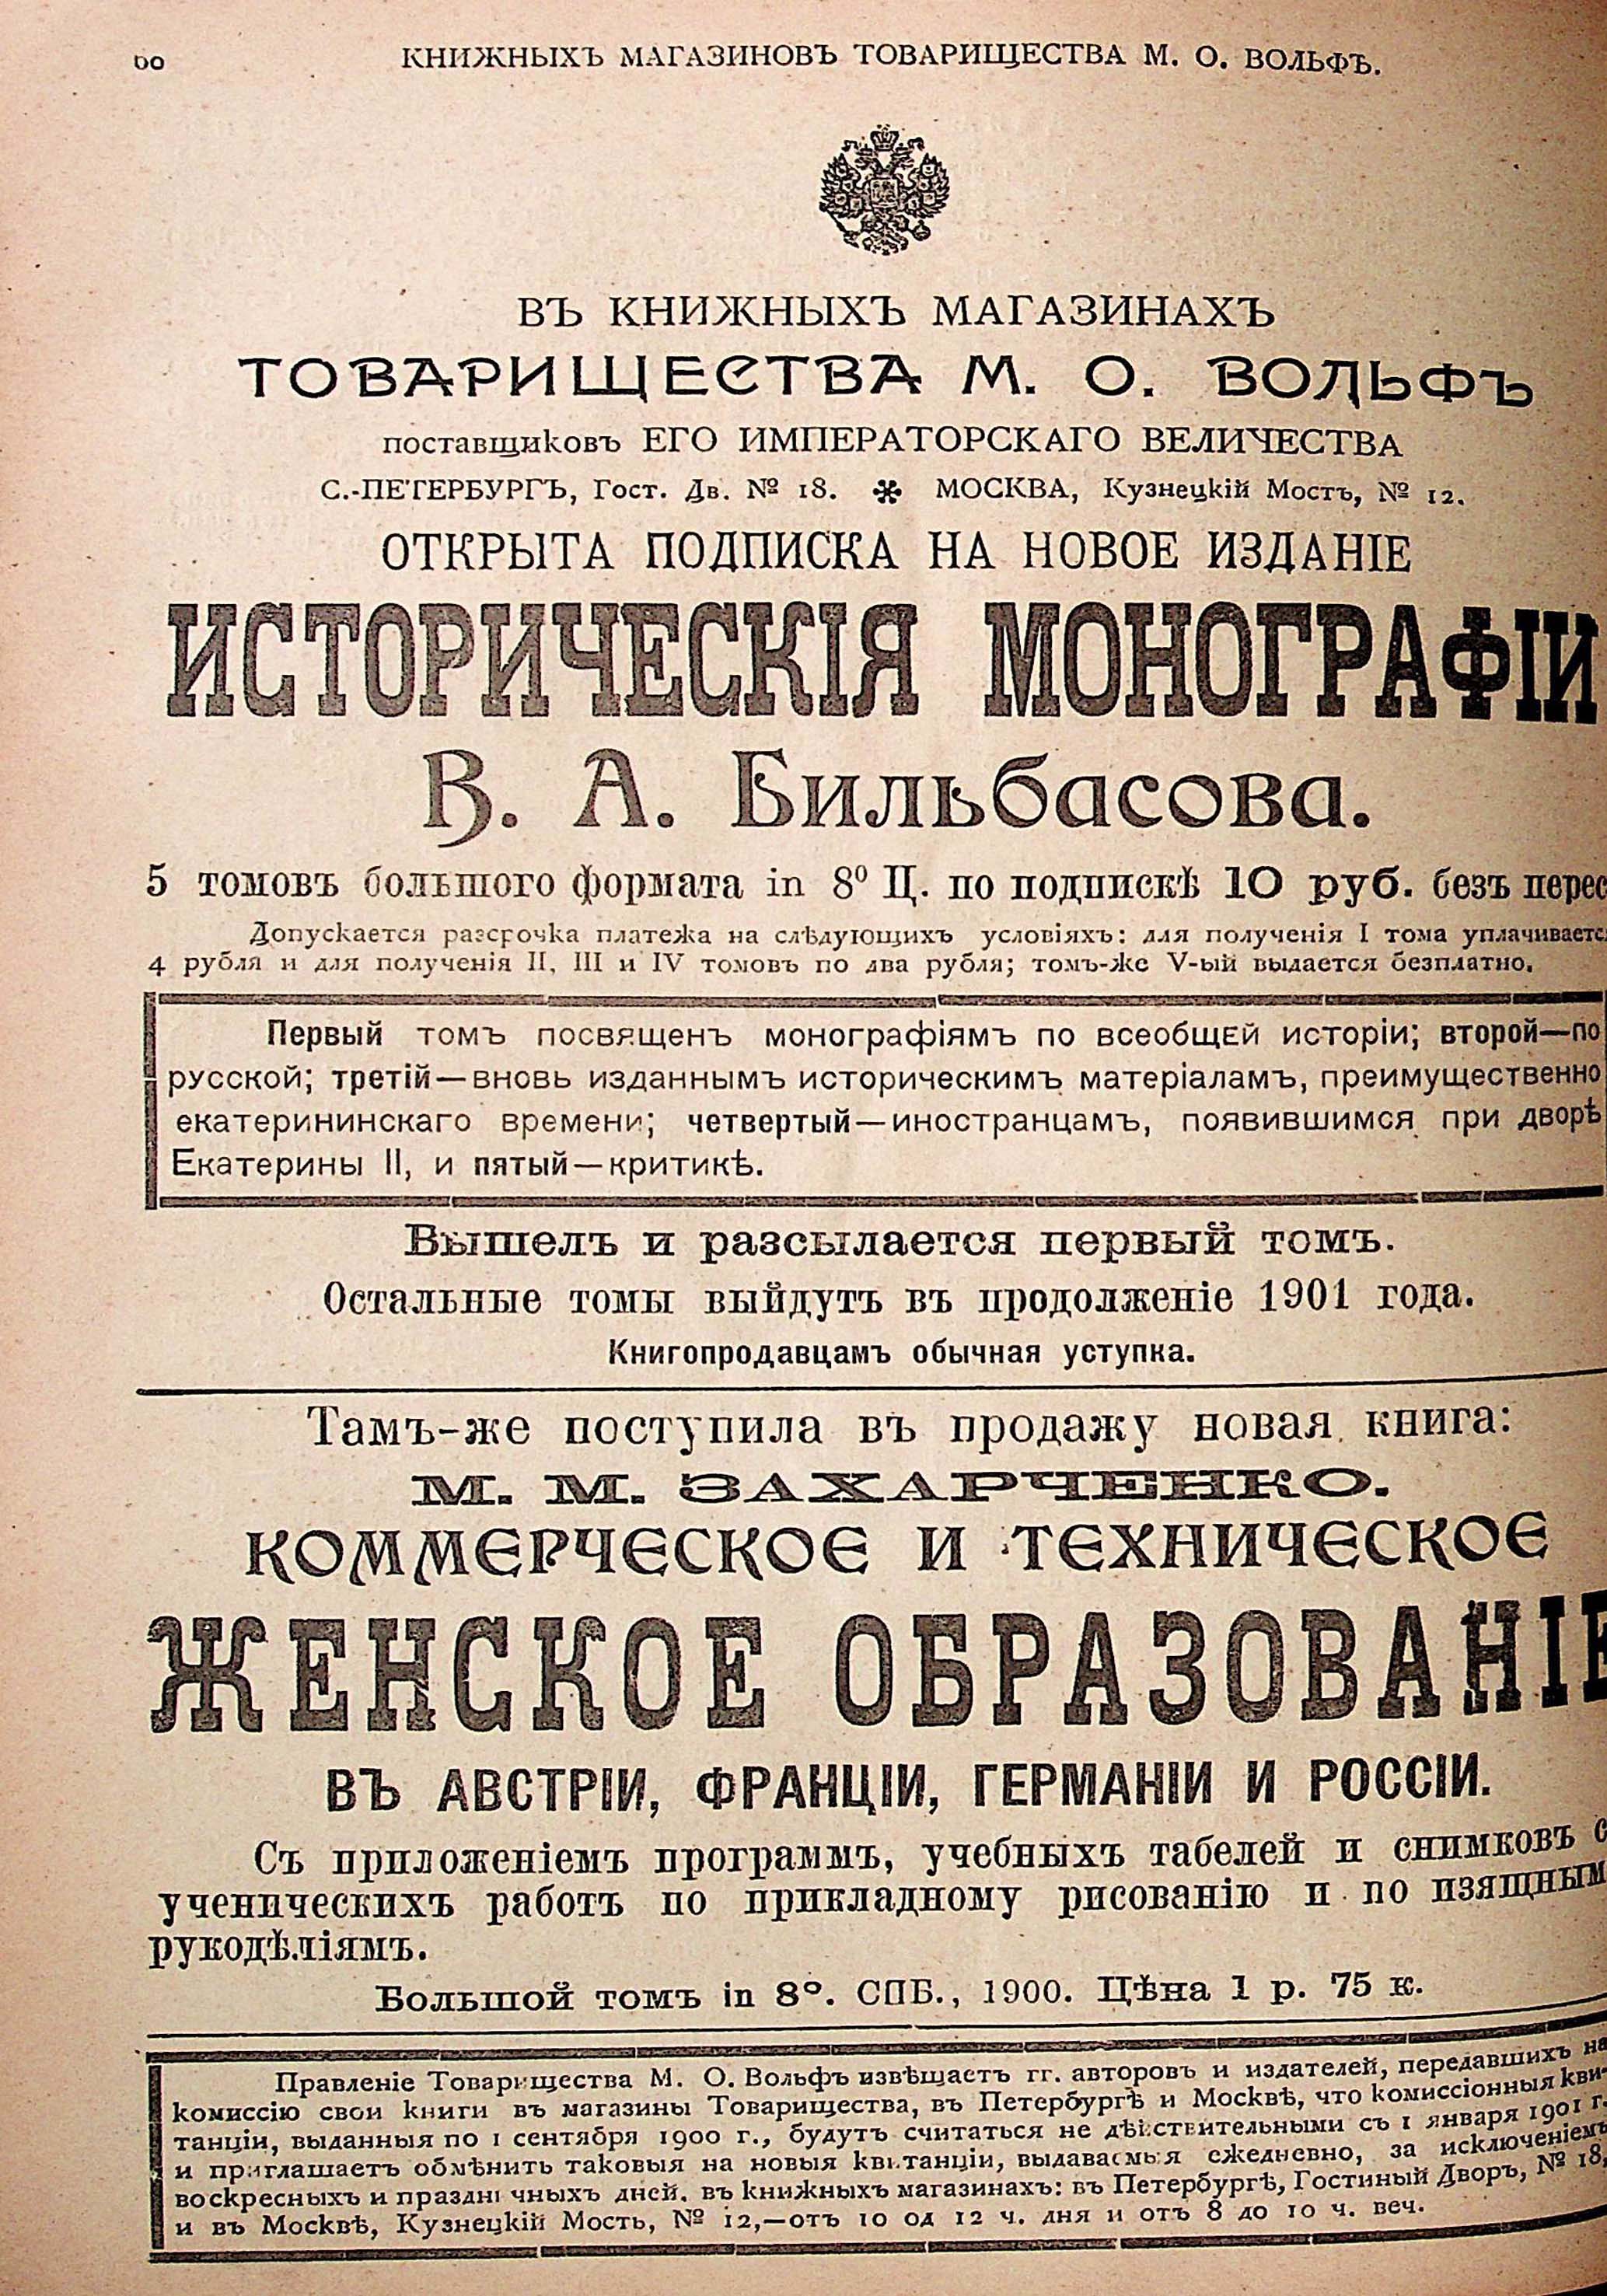 КНИЖНЫХЪ МАГАЗИНОВЪ ТОВАРИЩЕСТВА М. О. ВОЛЬФЪ.
ВЪ КНИЖНЫХЪ МАГАЗИНАХЪ
ТОВАРИЩЕСТВА М. О. ВОЛЬФЪ
поставщиковъ ЕГО ИМПЕРАТОРСКАГО ВЕЛИЧЕСТВА
С.-ПЕТЕРБУРГЪ, Гост. Дв. № 18. ✻ МОСКВА, Кузнецкій Мостъ, № 12.
ОТКРЫТА ПОДПИСКА НА НОВОЕ ИЗДАНІЕ
ИСТОРИЧЕСКІЯ МОНОГРАФІИ
В. А. Бильбасова.
5 томовъ большого формата in 8⁰ Ц. по подпискѣ 10 руб. безъ перес
Допускается разсрочка платежа на слѣдующихъ условіяхъ: для полученія I тома уплачиваетс
4 рубля и для полученія II, III и IV томовъ по два рубля; томъ-же V-ый выдается безплатно.
Первый томъ посвященъ монографіямъ по всеобщей исторіи; второй—по
русской; третій—вновь изданнымъ историческимъ матеріаламъ, преимущественно
екатерининскаго времени; четвертый—иностранцамъ, появившимся при дворѣ
Екатерины II, и пятый—критикѣ.
Вышелъ и разсылается первый томъ.
Остальные томы выйдутъ въ продолженіе 1901 года.
Книгопродавцамъ обычная уступка.
Тамъ-же поступила въ продажу новая книга:
М. М. ЗАХАРЧЕНКО.
КОММЕРЧЕСКОЕ И ТЕХНИЧЕСКОЕ
ЖЕНСКОЕ ОБРАЗОВАНІЕ
ВЪ АВСТРІИ, ФРАНЦІИ, ГЕРМАНІИ И РОССІИ.
Съ приложеніемъ программъ, учебныхъ табелей и снимковъ с
ученическихъ работъ по прикладному рисованію и по изящным
рукодѣліямъ.
Большой томъ in 8°. СПБ., 1900. Цѣна 1 р. 75 к.
Правленіе Товарищества М. О. Вольфъ извѣщаетъ гг. авторовъ и издателей, передавшихъ на
комиссію свои книги въ магазины Товарищества, въ Петербургѣ и Москвѣ, что комиссіонныя кви-
танціи, выданныя по 1 сентября 1900 г., будутъ считаться не дѣйствительными съ 1 января 1901 г.
и приглашаетъ обмѣнить таковыя на новыя квитанціи, выдаваемыя ежедневно, за исключеніемъ
воскресныхъ и праздничныхъ дней, въ книжныхъ магазинахъ: въ Петербургѣ, Гостиный Дворъ, № 18,
и въ Москвѣ, Кузнецкій Мость, № 12,—отъ 10 од 12 ч. дня и отъ 8 до 10 ч. веч.